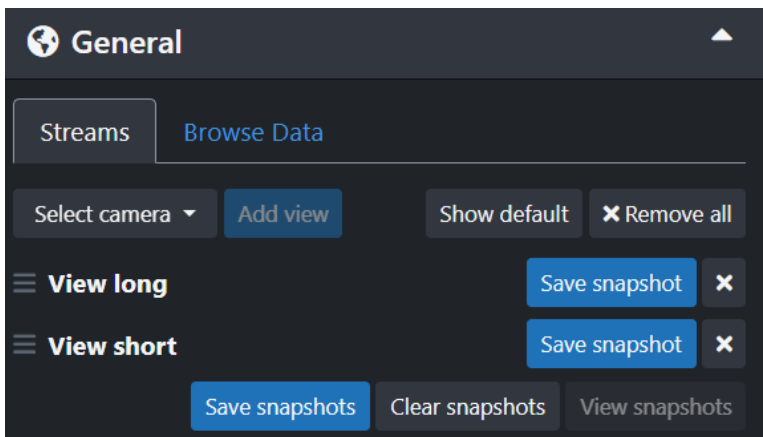 General
Streams Browse Data
Select camera Add view Show default Remove all
View long Save snapshot
View short Save snapshot
Save snapshots Clear snapshots View snapshots